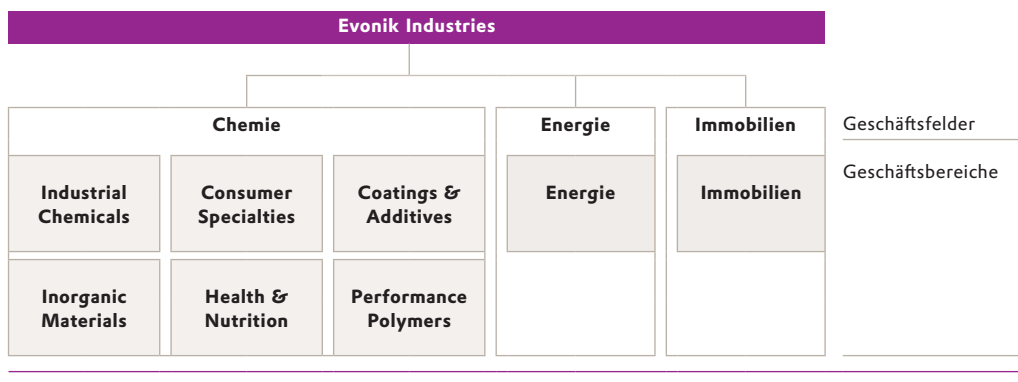 Evonik Industries
Chemie
Energie
Immobilien
Geschäftsfelder
Geschäftsbereiche
Industrial
Chemicals
Consumer
Specialties
Coatings &
Additives
Energie
Immobilien
Inorganic
Materials
Health &
Nutrition
Performance
Polymers